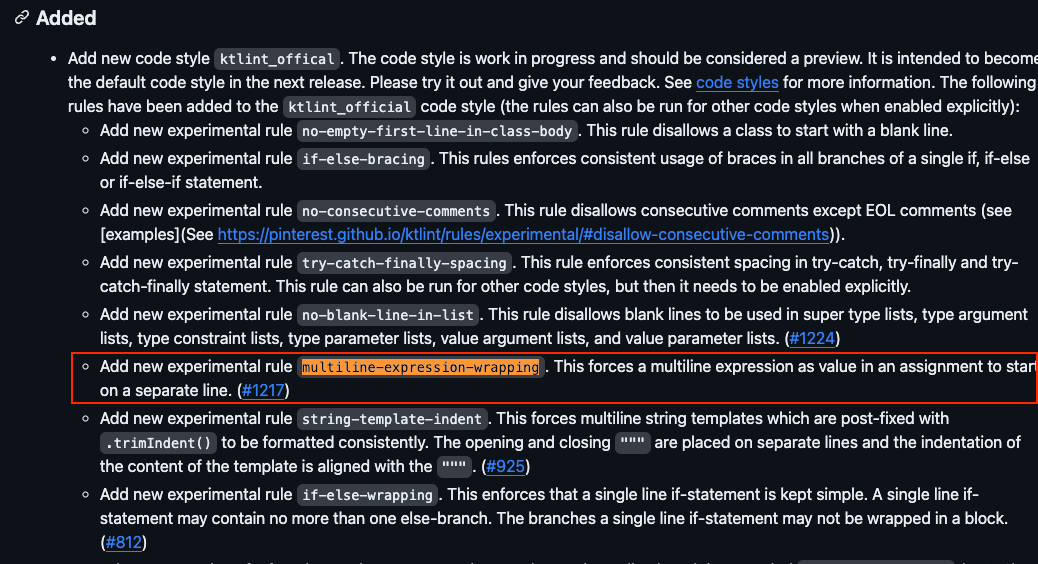 Added
Add new code style ktlint_offical. The code style is work in progress and should be considered a preview. It is intended to become
the default code style in the next release. Please try it out and give your feedback. See code styles for more information. The following
rules have been added to the ktlint_official code style (the rules can also be run for other code styles when enabled explicitly):
Add new experimental rule no-empty-first-line-in-class-body. This rule disallows a class to start with a blank line.
Add new experimental rule if-else-bracing. This rules enforces consistent usage of braces in all branches of a single if, if-else
or if-else-if statement.
Add new experimental rule no-consecutive-comments. This rule disallows consecutive comments except EOL comments (see
[examples](See https://pinterest.github.io/ktlint/rules/experimental/#disallow-consecutive-comments)).
Add new experimental rule try-catch-finally-spacing. This rule enforces consistent spacing in try-catch, try-finally and try-
catch-finally statement. This rule can also be run for other code styles, but then it needs to be enabled explicitly.
Add new experimental rule no-blank-line-in-list. This rule disallows blank lines to be used in super type lists, type argument
lists, type constraint lists, type parameter lists, value argument lists, and value parameter lists. (#1224)
Add new experimental rule multiline-expression-wrapping. This forces a multiline expression as value in an assignment to start
on a separate line. (#1217)
Add new experimental rule string-template-indent. This forces multiline string templates which are post-fixed with
.trimIndent() to be formatted consistently. The opening and closing """ are placed on separate lines and the indentation of
the content of the template is aligned with the """. (#925)
Add new experimental rule if-else-wrapping. This enforces that a single line if-statement is kept simple. A single line if-
statement may contain no more than one else-branch. The branches a single line if-statement may not be wrapped in a block.
(#812)